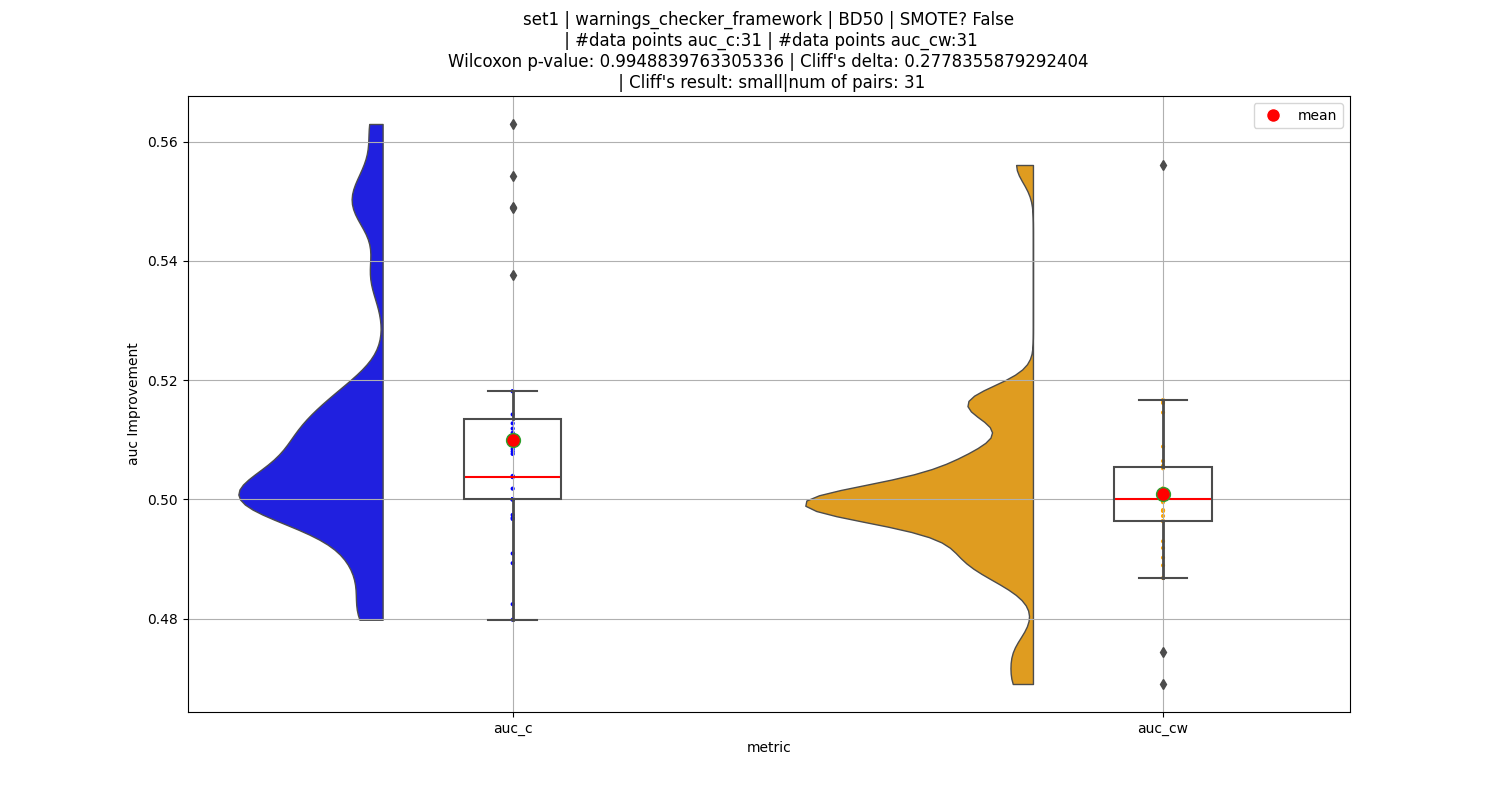 set1 | warnings_checker_framework | BD50 | SMOTE? False
| #data points auc_c:31 | #data points auc_cw:31
Wilcoxon p-value: 0.9948839763305336 | Cliff's delta: 0.2778355879292404
| Cliff's result: small|num of pairs: 31
mean
0.56
0.54
0.52
0.50
0.48
auc Improvement
auc_c
auc_cw
metric